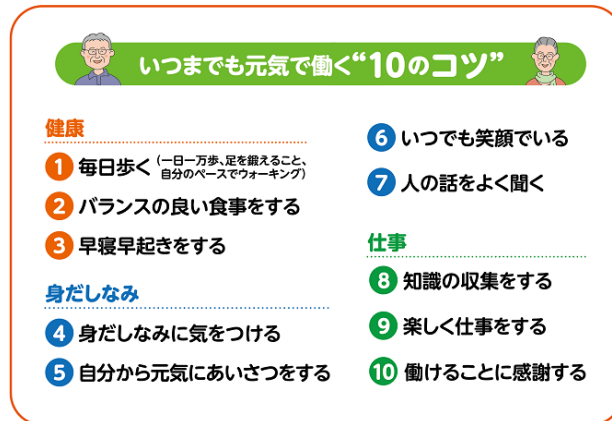 いつまでも元気で働く“10のコツ”
健康
1 毎日歩く（一日一万歩、足を鍛えること、
自分のペースでウォーキング）
2 バランスの良い食事をする
3 早寝早起きをする
身だしなみ
4 身だしなみに気をつける
5 自分から元気にあいさつをする
6 いつでも笑顔でいる
7 人の話をよく聞く
仕事
8 知識の収集をする
9 楽しく仕事をする
10 働けることに感謝する